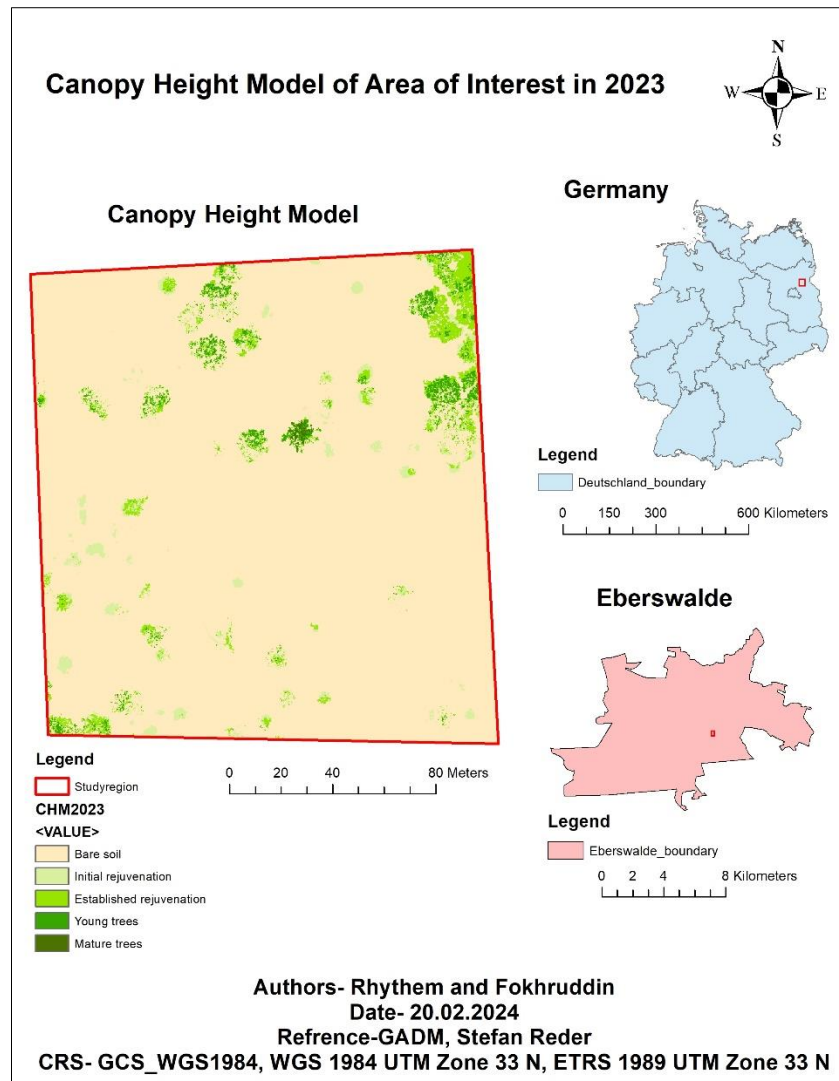 Canopy Height Model of Area of Interest in 2023
N
W E
S
Canopy Height Model
Germany
Legend
Deutschland_boundary
0 150 300 600 Kilometers
Eberswalde
Legend
Eberswalde_boundary
0 2 4 8 Kilometers
Legend
Studyregion
CHM2023
<VALUE>
Bare soil
Initial rejuvenation
Established rejuvenation
Young trees
Mature trees
0 20 40 80 Meters
Authors- Rhythem and Fokhruddin
Date- 20.02.2024
Refrence-GADM, Stefan Reder
CRS- GCS_WGS1984, WGS 1984 UTM Zone 33 N, ETRS 1989 UTM Zone 33 N